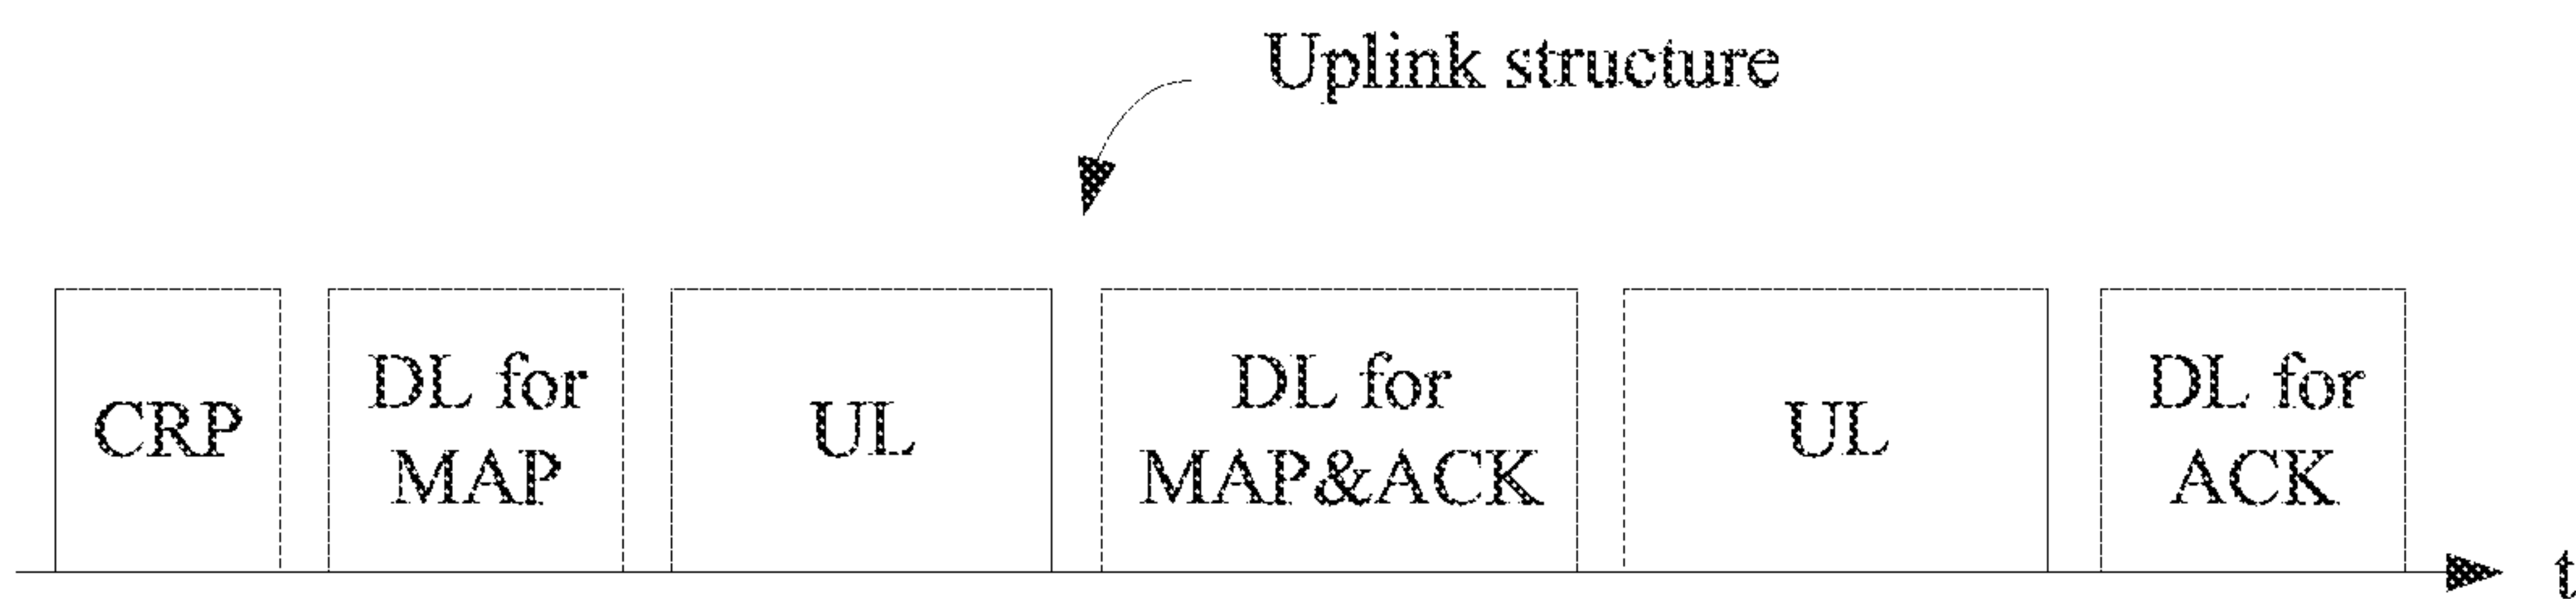 Uplink structure
CRP
DL for
MAP
UL
DL for
MAP&ACK
UL
DL for
ACK
t